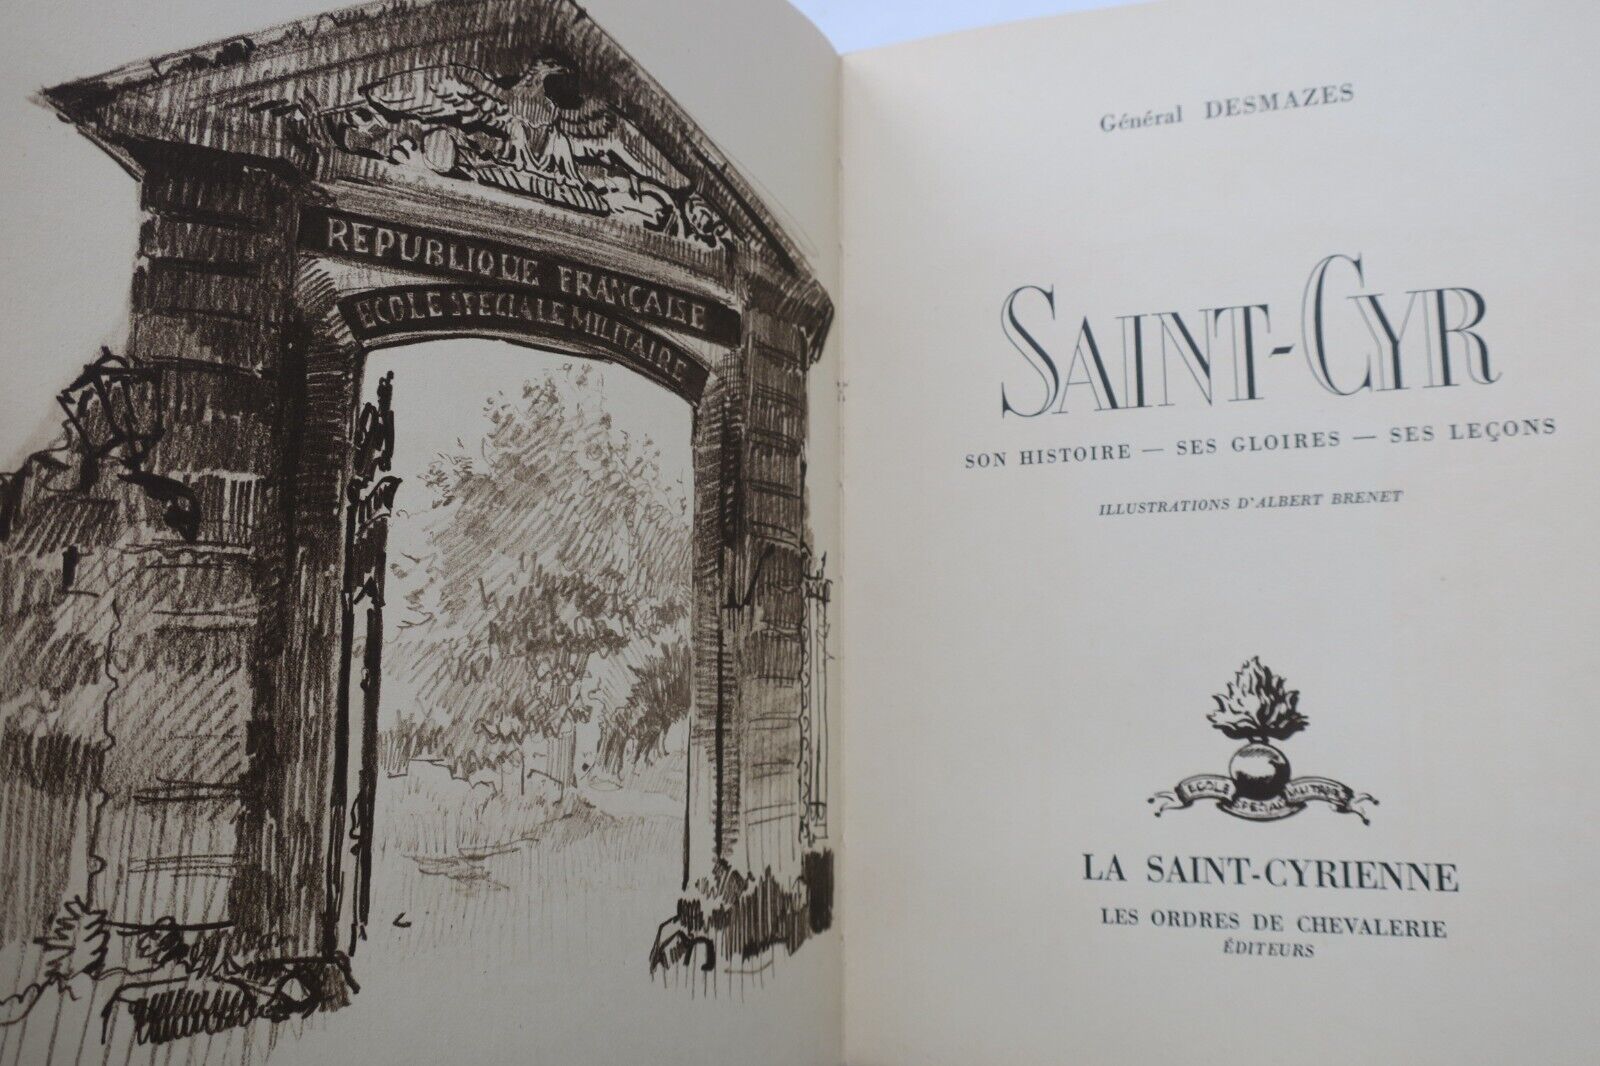 REPUBLIQUE FRANÇAISE
ECOLE SPECIALE MILITAIRE
Général DESMAZES
SAINT-CYR
SON HISTOIRE — SES GLOIRES — SES LEÇONS
ILLUSTRATIONS D'ALBERT BRENET
ECOLE SPECIALE MILITAIRE
LA SAINT-CYRIENNE
LES ORDRES DE CHEVALERIE
ÉDITEURS